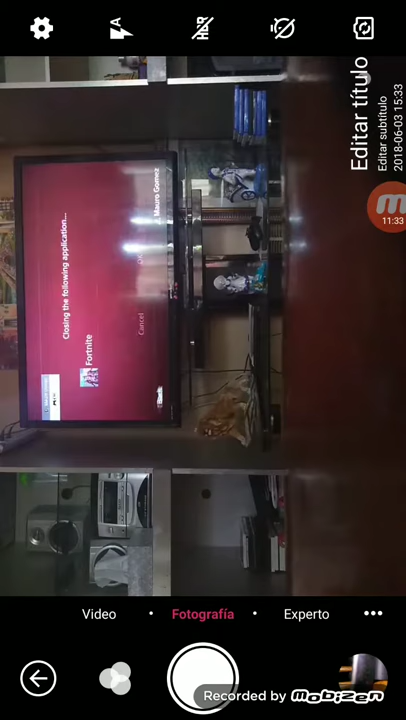 A
HDR
Editar título
Editar subtítulo
2018-06-03 15:33
11:33
Mauro Gomez
Closing the following application...
Fortnite
Cancel
Video • Fotografía • Experto
Recorded by Mobizen